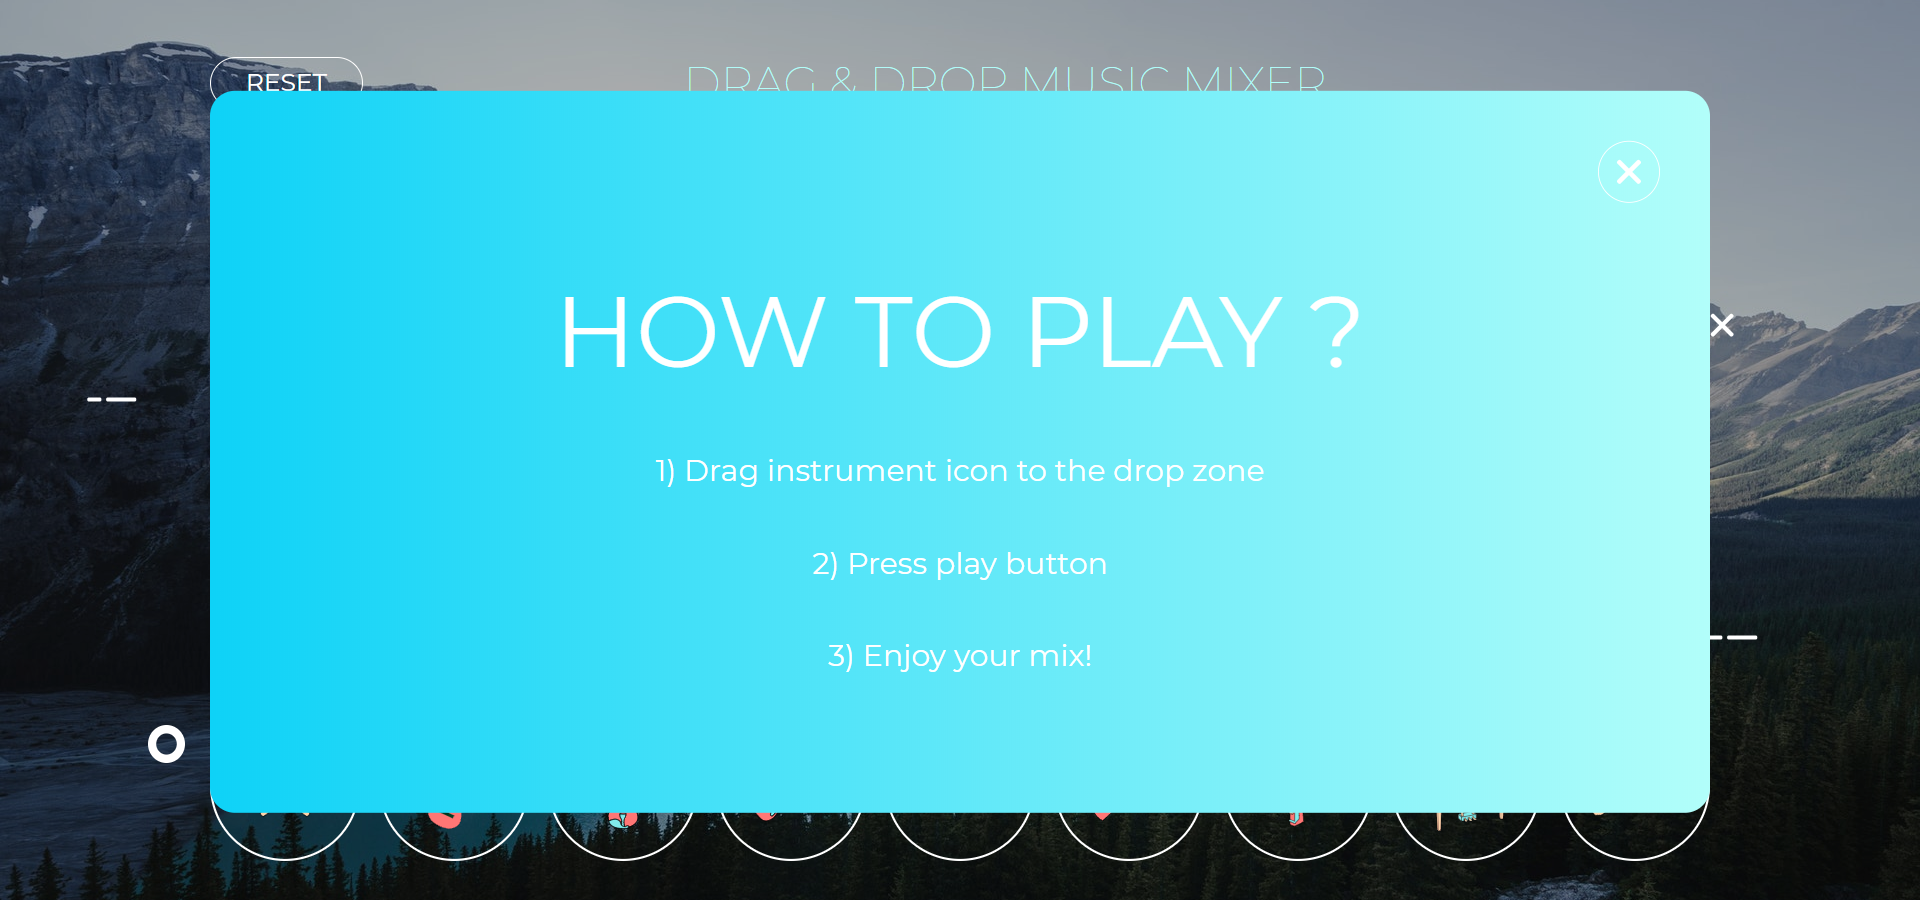 RESET
DRAG & DROP MUSIC MIXER
HOW TO PLAY ?
1) Drag instrument icon to the drop zone
2) Press play button
3) Enjoy your mix!